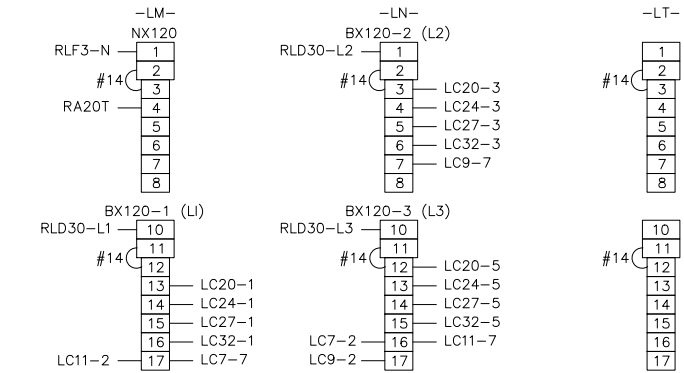 -LM- -LN- -LT-
NX120 BX120-2 (L2)
RLF3-N 1 RLD30-L2 1 1
2 2 2
#14 3 #14 3 LC20-3 #14 3
RA20T 4 4 LC24-3 4
5 5 LC27-3 5
6 6 LC32-3 6
7 7 LC9-7 7
8 8 8
BX120-1 (L1) BX120-3 (L3)
RLD30-L1 10 RLD30-L3 10 10
11 11 11
#14 12 #14 12 LC20-5 #14 12
13 LC20-1 13 LC24-5 13
14 LC24-1 14 LC27-5 14
15 LC27-1 15 LC32-5 15
16 LC32-1 LC7-2 16 LC11-7 16
LC11-2 17 LC7-7 LC9-2 17 17